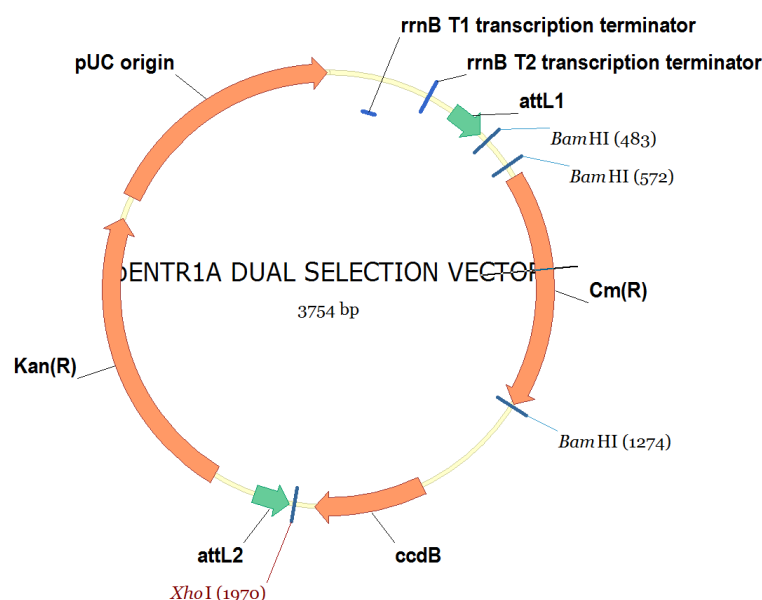 rrnB T1 transcription terminator
rrnB T2 transcription terminator
pUC origin
attL1
BamHI (483)
BamHI (572)
pENTR1A DUAL SELECTION VECTOR
3754 bp
Cm(R)
Kan(R)
BamHI (1274)
attL2
ccdB
XhoI (1970)